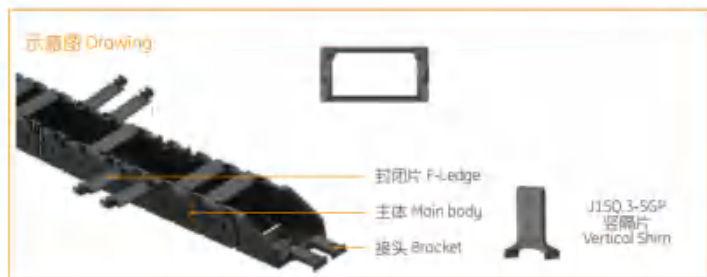 示意图 Drawing
封闭片 F-Ledge
主体 Main body
接头 Bracket
J15Q.3-SGP
竖隔片
Vertical Shim